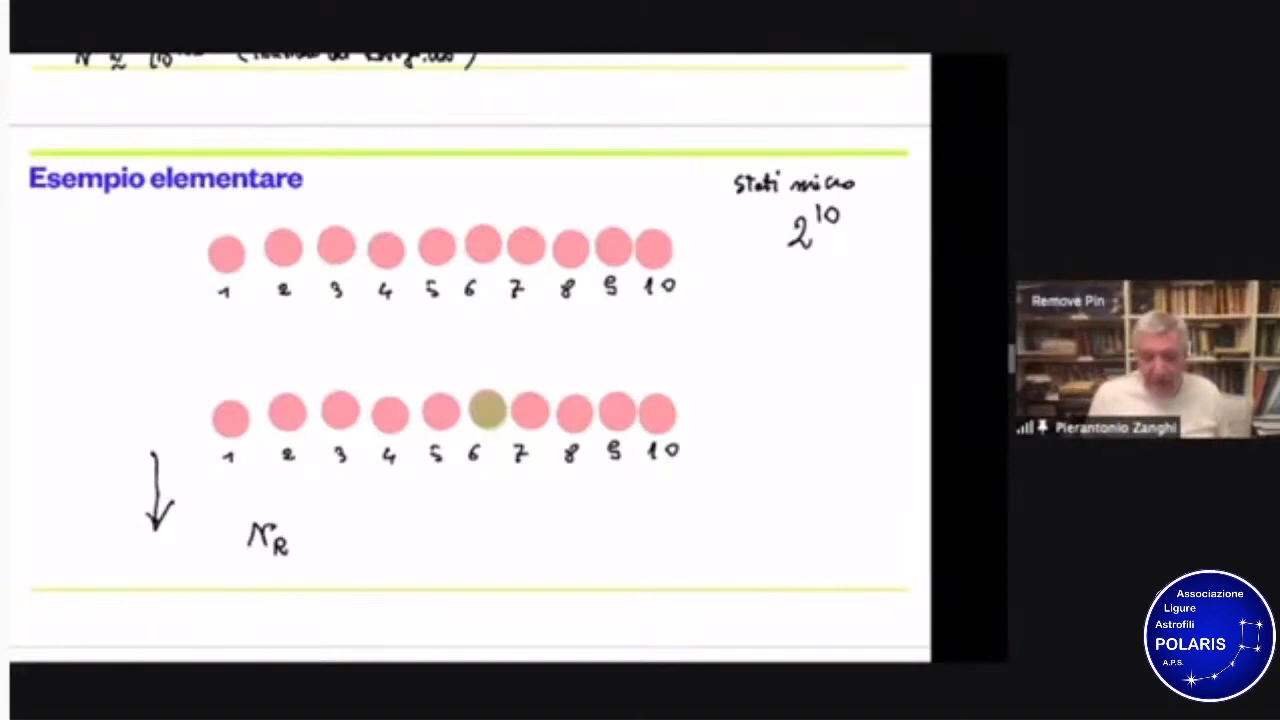 Esempio elementare
Stati micro
2^10
1 2 3 4 5 6 7 8 9 10
1 2 3 4 5 6 7 8 9 10
N_R
Remove Pin
Pierantonio Zanghi
Associazione
Ligure
Astrofili
POLARIS
A.P.S.